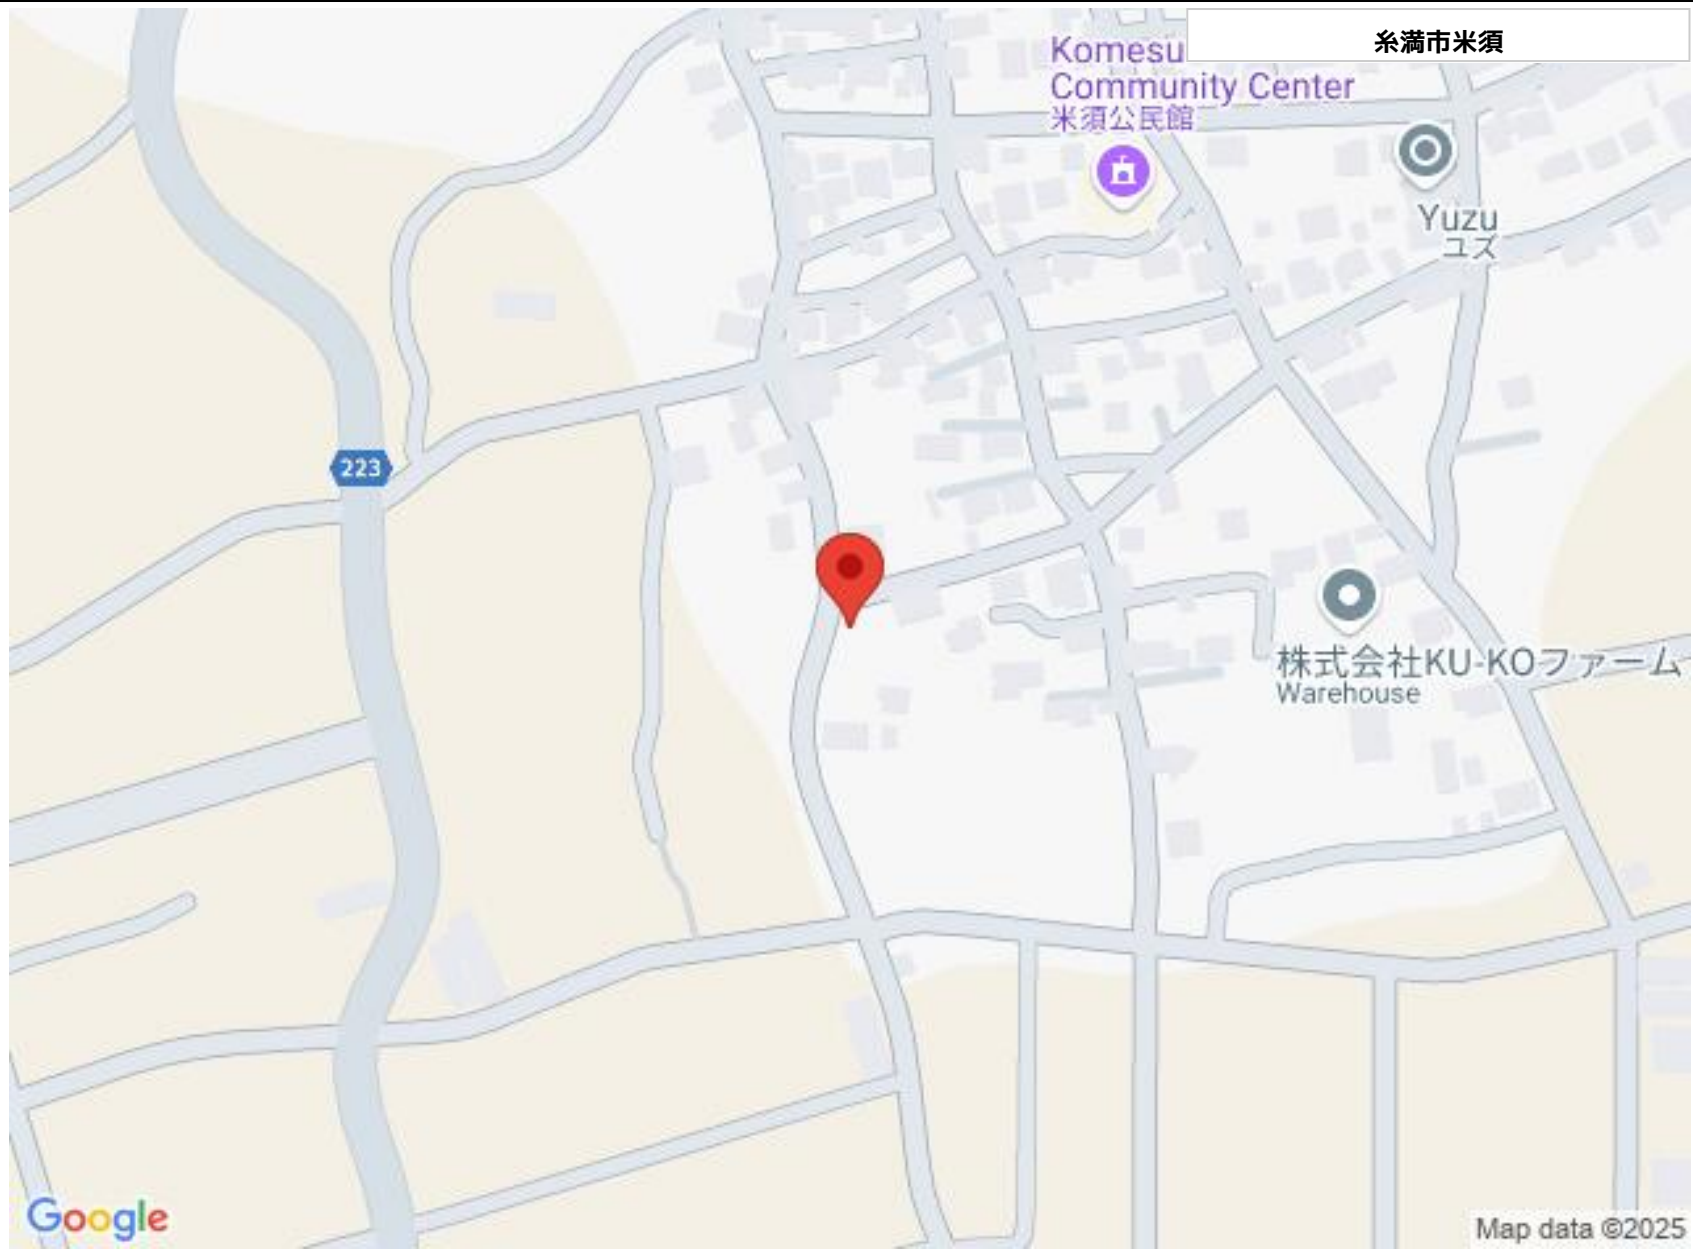 糸満市米須
Komesu
Community Center
米須公民館
Yuzu
ユズ
223
株式会社KU-KOファーム
Warehouse
Google
Map data ©2025